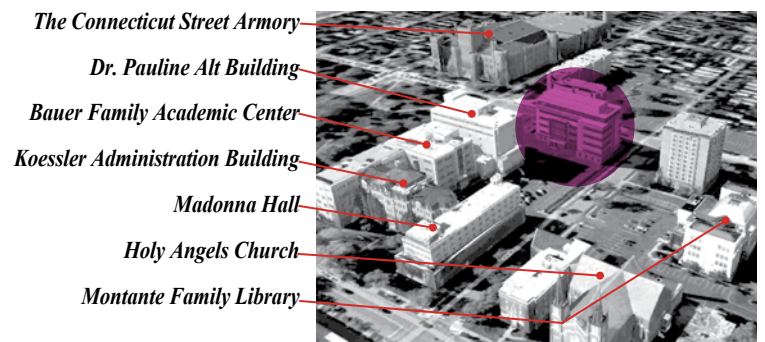 The Connecticut Street Armory
Dr. Pauline Alt Building
Bauer Family Academic Center
Koessler Administration Building
Madonna Hall
Holy Angels Church
Montante Family Library